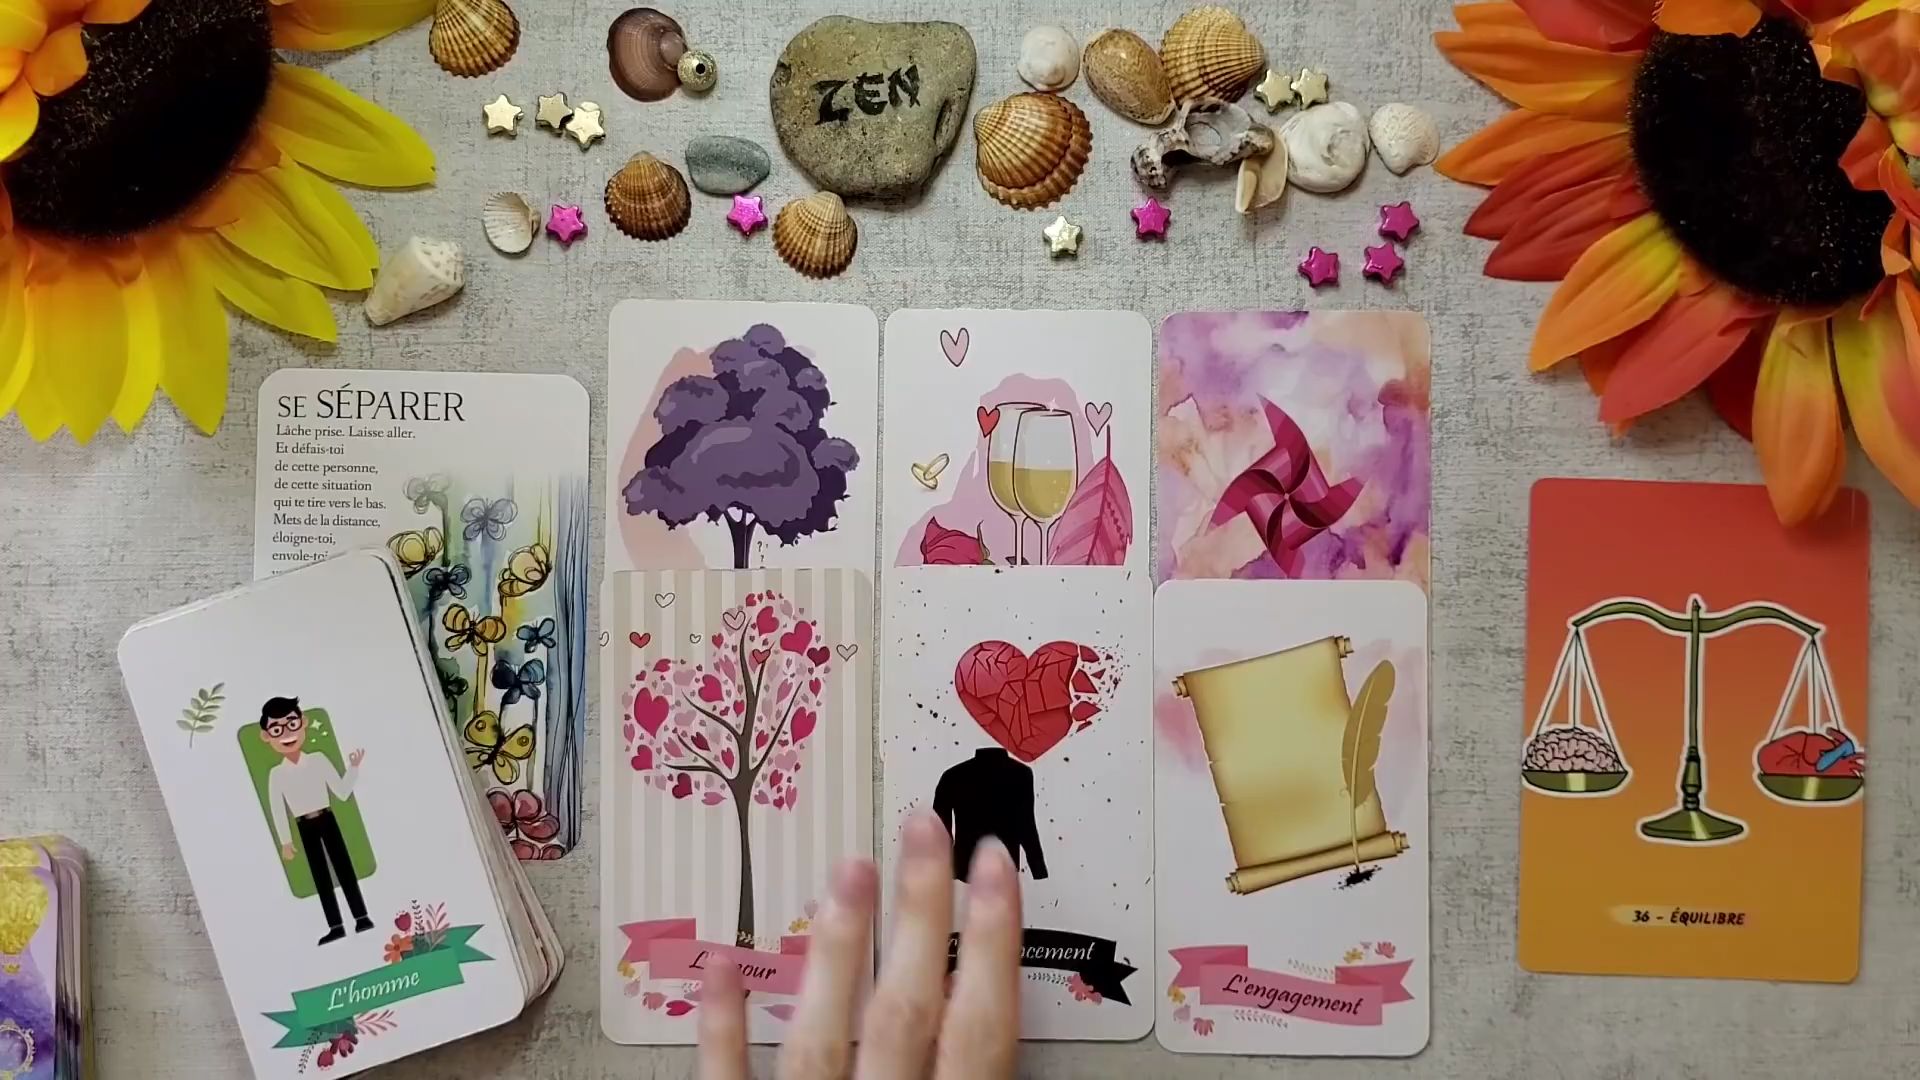 ZEN
SE SÉPARER
Lâche prise. Laisse aller.
Et défais-toi
de cette personne,
de cette situation
qui te tire vers le bas.
Mets de la distance,
éloigne-toi,
L'homme
L'engagement
36 - ÉQUILIBRE